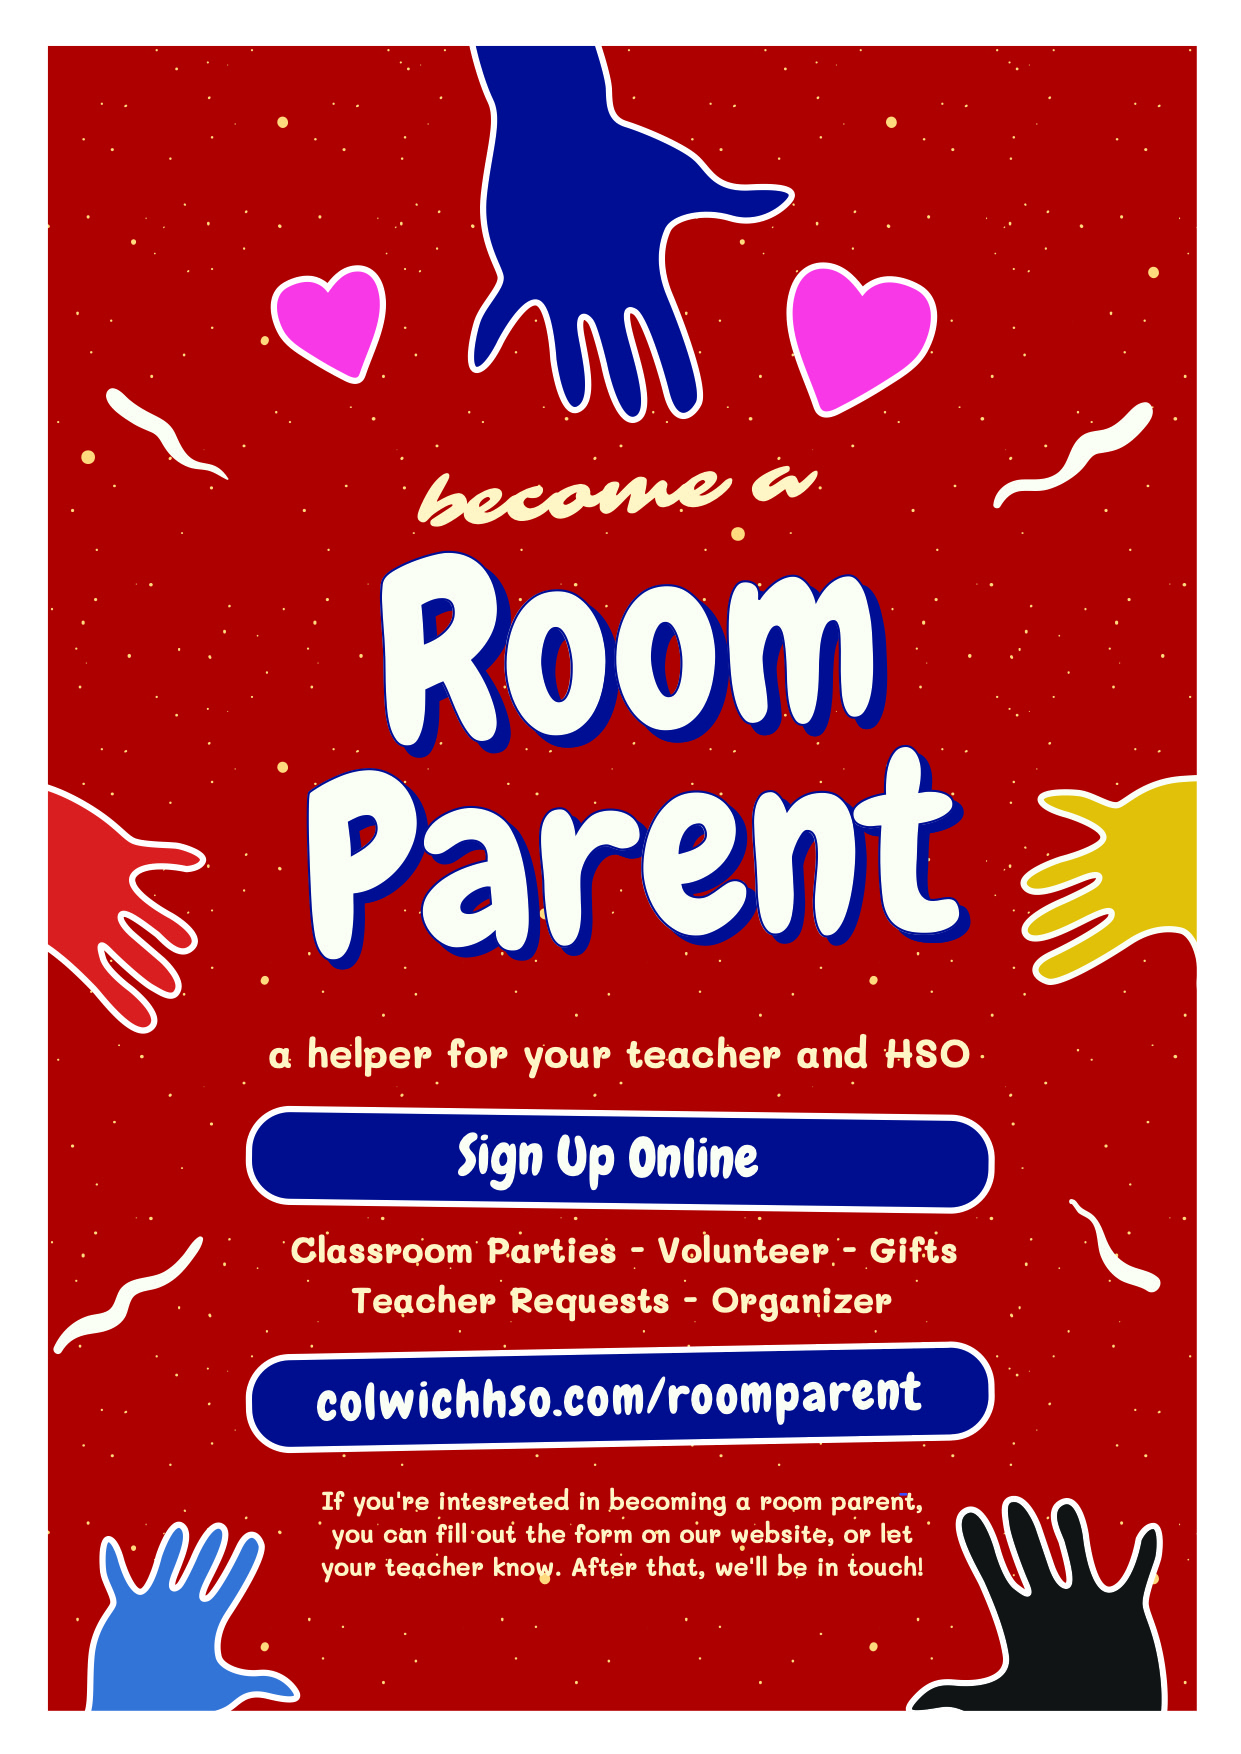 become a
Room
Parent
a helper for your teacher and HSO
Sign Up Online
Classroom Parties - Volunteer - Gifts
Teacher Requests - Organizer
colwichhso.com/roomparent
If you're intesreted in becoming a room parent,
you can fill out the form on our website, or let
your teacher know. After that, we'll be in touch!